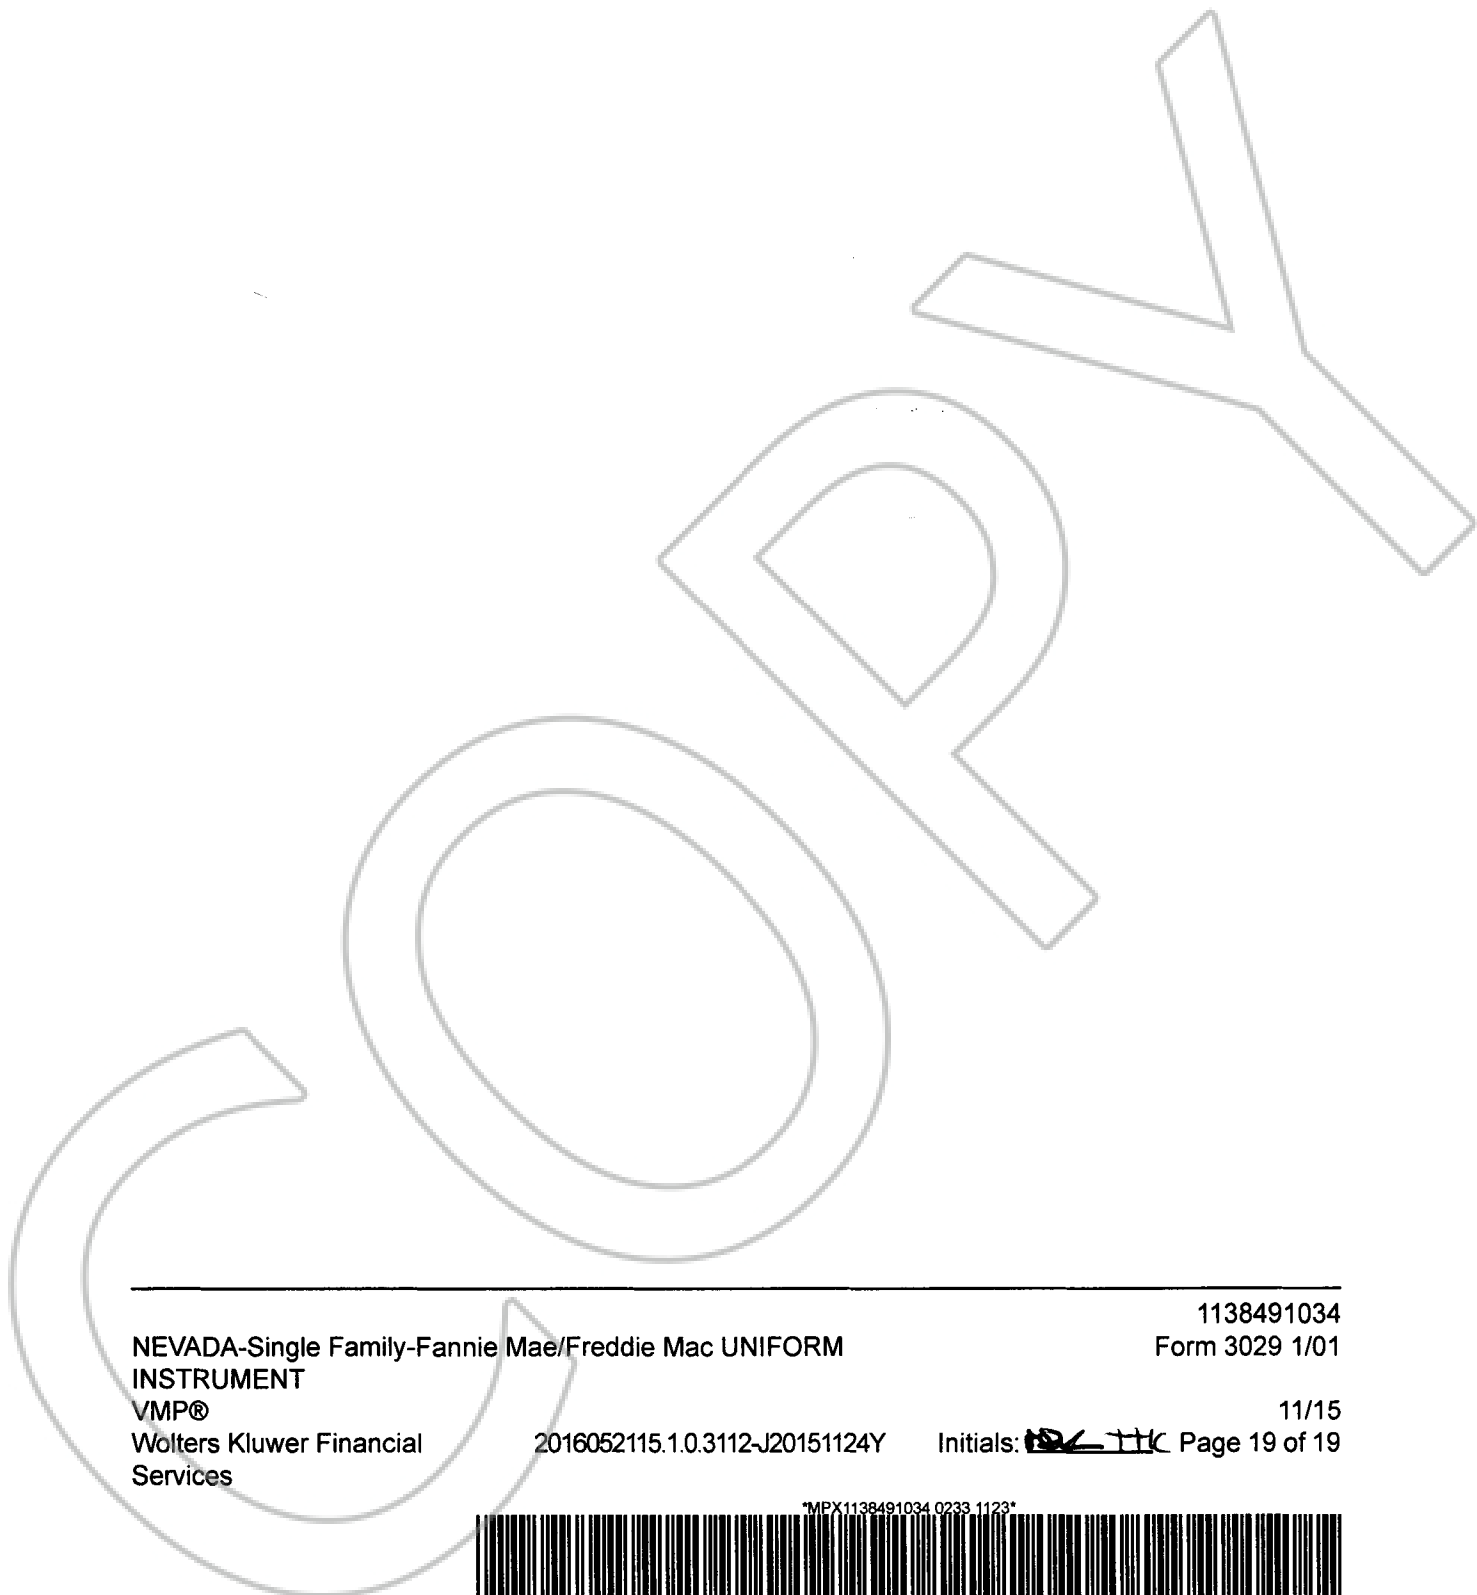 COPY
1138491034
NEVADA-Single Family-Fannie Mae/Freddie Mac UNIFORM Form 3029 1/01
INSTRUMENT
VMP® 11/15
Wolters Kluwer Financial 2016052115.1.0.3112-J20151124Y Initials: TTK Page 19 of 19
Services
*MPX1138491034 0233 1123*